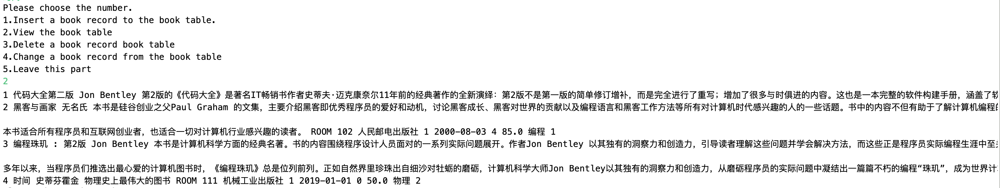 Please choose the number.
1.Insert a book record to the book table.
2.View the book table
3.Delete a book record book table
4.Change a book record from the book table
5.Leave this part
2
1 代码大全第二版 Jon Bentley 第2版的《代码大全》是著名IT畅销书作者史蒂夫·迈克康奈尔11年前的经典著作的全新演绎：第2版不是第一版的简单修订增补，而是完全进行了重写；增加了很多与时俱进的内容。这也是一本完整的软件构建手册，涵盖了软
2 黑客与画家 无名氏 本书是硅谷创业之父Paul Graham 的文集，主要介绍黑客即优秀程序员的爱好和动机，讨论黑客成长、黑客对世界的贡献以及编程语言和黑客工作方法等所有对计算机时代感兴趣的人的一些话题。书中的内容不但有助于了解计算机编程
本书适合所有程序员和互联网创业者，也适合一切对计算机行业感兴趣的读者。 ROOM 102 人民邮电出版社 1 2000-08-03 4 85.0 编程 1
3 编程珠玑 : 第2版 Jon Bentley 本书是计算机科学方面的经典名著。书的内容围绕程序设计人员面对的一系列实际问题展开。作者Jon Bentley 以其独有的洞察力和创造力，引导读者理解这些问题并学会解决方法，而这些正是程序员实际编程生涯中至
多年以来，当程序员们推选出最心爱的计算机图书时，《编程珠玑》总是位列前列。正如自然界里珍珠出自细沙对牡蛎的磨砺，计算机科学大师Jon Bentley以其独有的洞察力和创造力，从磨砺程序员的实际问题中凝结出一篇篇不朽的编程“珠玑”，成为世界计
4 时间 史蒂芬霍金 物理史上最伟大的图书 ROOM 111 机械工业出版社 1 2019-01-01 0 50.0 物理 2